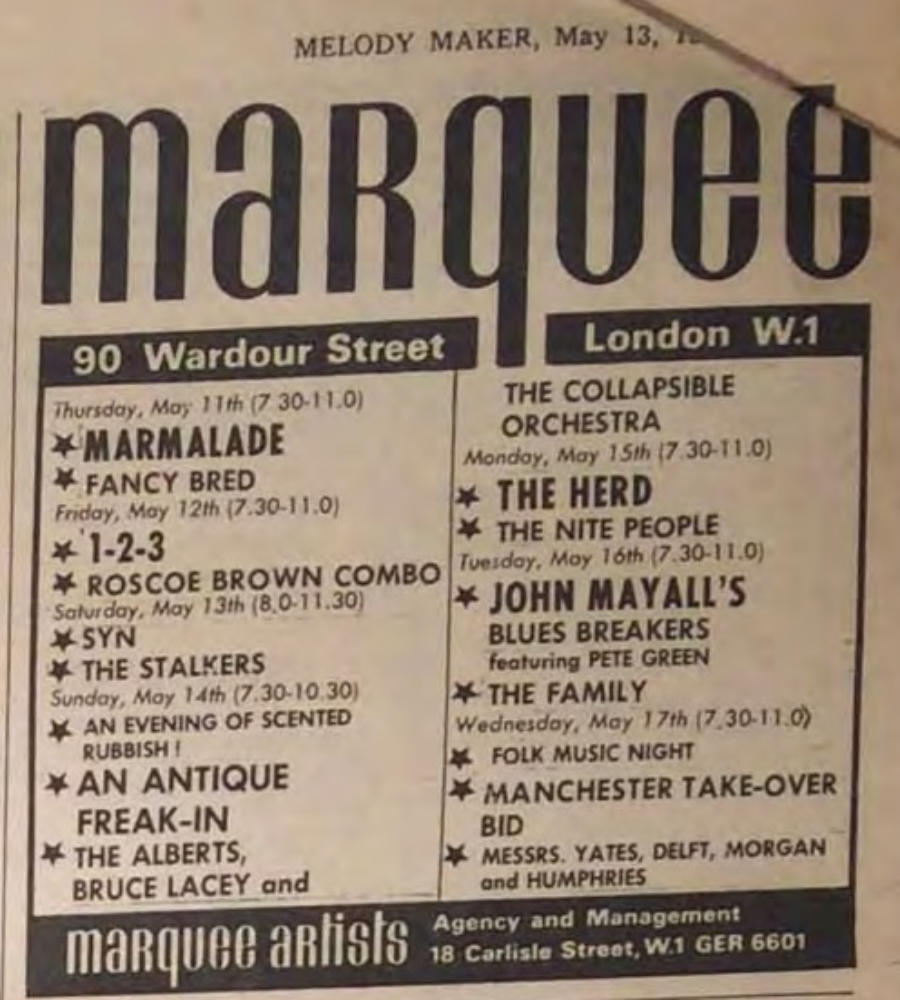 MELODY MAKER, May 13,
marquee
90 Wardour Street
London W.1
Thursday, May 11th (7 30-11.0)
MARMALADE
FANCY BRED
Friday, May 12th (7.30-11.0)
1-2-3
ROSCOE BROWN COMBO
Saturday, May 13th (8.0-11.30)
SYN
THE STALKERS
Sunday, May 14th (7.30-10.30)
AN EVENING OF SCENTED
RUBBISH !
AN ANTIQUE
FREAK-IN
THE ALBERTS,
BRUCE LACEY and
THE COLLAPSIBLE
ORCHESTRA
Monday, May 15th (7.30-11.0)
THE HERD
THE NITE PEOPLE
Tuesday, May 16th (7.30-11.0)
JOHN MAYALL'S
BLUES BREAKERS
featuring PETE GREEN
THE FAMILY
Wednesday, May 17th (7.30-11.0)
FOLK MUSIC NIGHT
MANCHESTER TAKE-OVER
BID
MESSRS. YATES, DELFT, MORGAN
and HUMPHRIES
marquee artists
Agency and Management
18 Carlisle Street, W.1 GER 6601